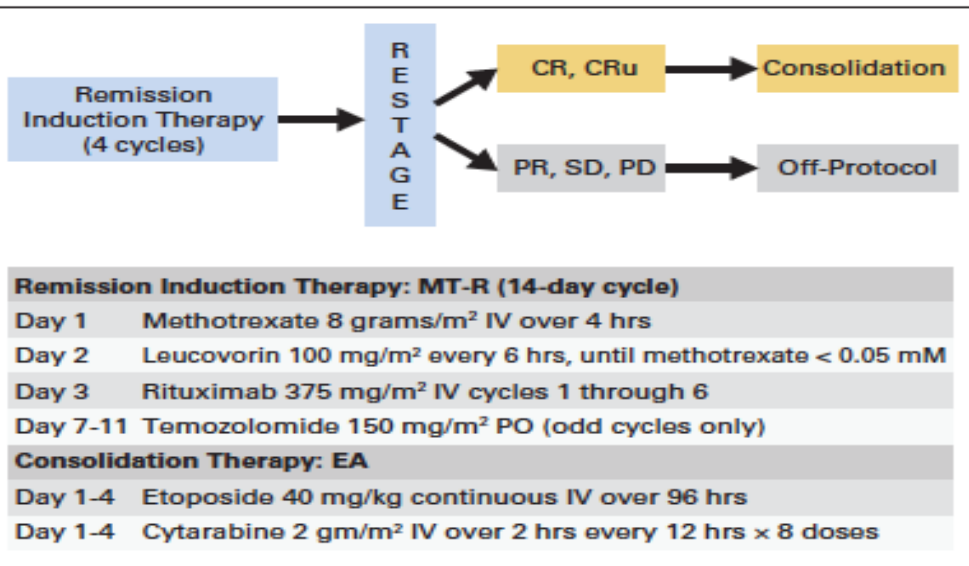 Remission
Induction Therapy
(4 cycles)
RESTAGE
CR, CRu
Consolidation
PR, SD, PD
Off-Protocol
Remission Induction Therapy: MT-R (14-day cycle)
Day 1 Methotrexate 8 grams/m² IV over 4 hrs
Day 2 Leucovorin 100 mg/m² every 6 hrs, until methotrexate < 0.05 mM
Day 3 Rituximab 375 mg/m² IV cycles 1 through 6
Day 7-11 Temozolomide 150 mg/m² PO (odd cycles only)
Consolidation Therapy: EA
Day 1-4 Etoposide 40 mg/kg continuous IV over 96 hrs
Day 1-4 Cytarabine 2 gm/m² IV over 2 hrs every 12 hrs × 8 doses